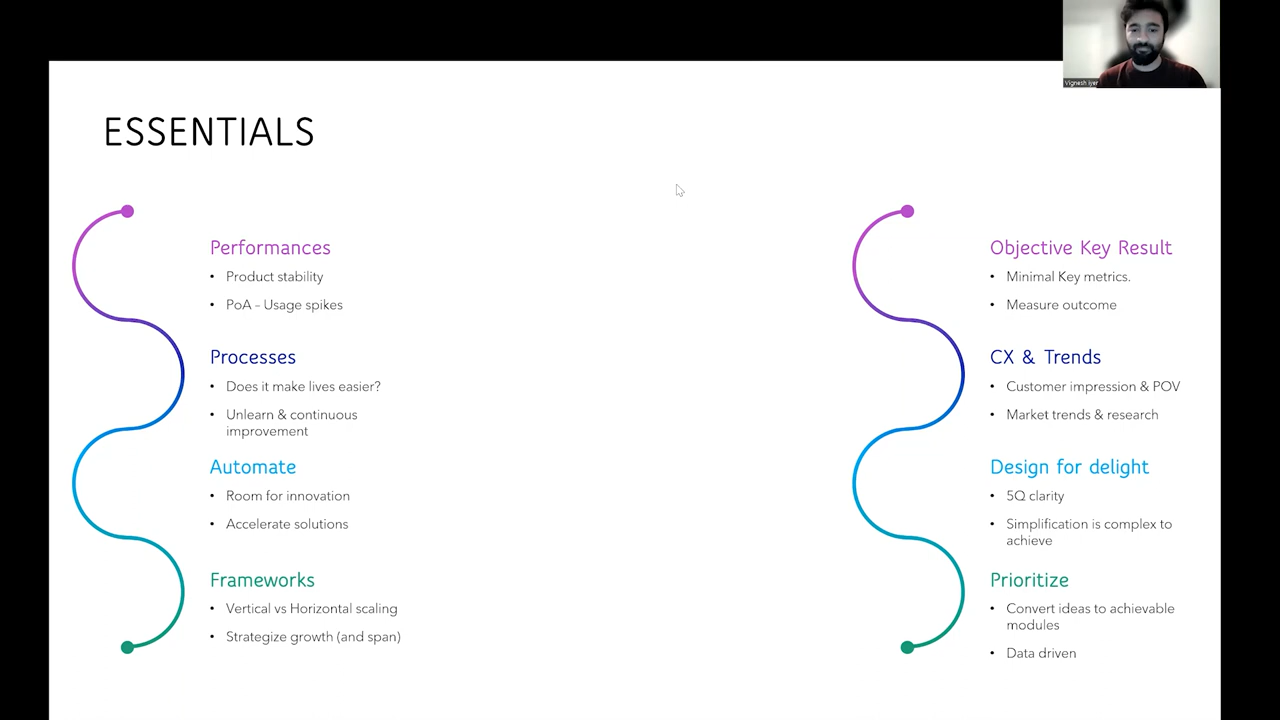 Vignesh iyer
ESSENTIALS
Performances
• Product stability
• PoA – Usage spikes
Processes
• Does it make lives easier?
• Unlearn & continuous
improvement
Automate
• Room for innovation
• Accelerate solutions
Frameworks
• Vertical vs Horizontal scaling
• Strategize growth (and span)
Objective Key Result
• Minimal Key metrics.
• Measure outcome
CX & Trends
• Customer impression & POV
• Market trends & research
Design for delight
• 5Q clarity
• Simplification is complex to
achieve
Prioritize
• Convert ideas to achievable
modules
• Data driven